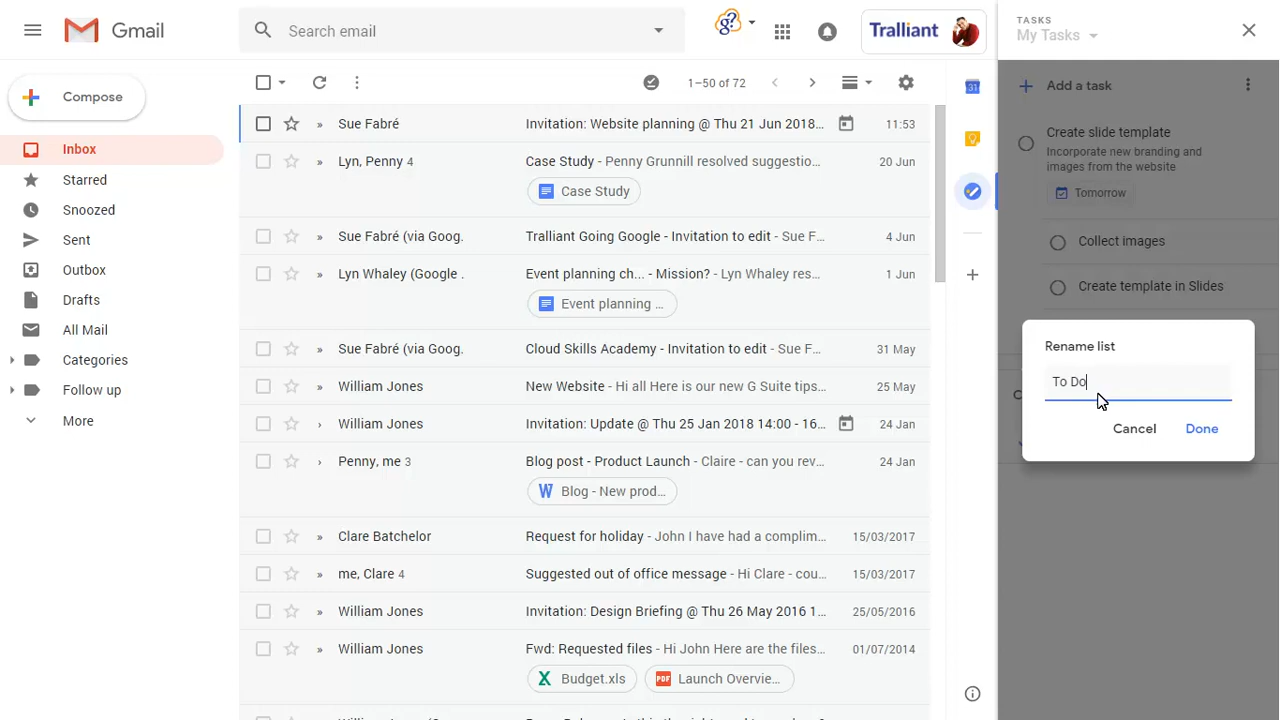 Gmail
Search email
g?
Tralliant
TASKS
My Tasks
Compose
1–50 of 72
31
Add a task
Inbox
Starred
Snoozed
Sent
Outbox
Drafts
All Mail
Categories
Follow up
More
» Sue Fabré Invitation: Website planning @ Thu 21 Jun 2018... 11:53
» Lyn, Penny 4 Case Study - Penny Grunnill resolved suggestio... 20 Jun
Case Study
» Sue Fabré (via Goog. Tralliant Going Google - Invitation to edit - Sue F... 4 Jun
» Lyn Whaley (Google . Event planning ch... - Mission? - Lyn Whaley res... 1 Jun
Event planning ...
» Sue Fabré (via Goog. Cloud Skills Academy - Invitation to edit - Sue F... 31 May
» William Jones New Website - Hi all Here is our new G Suite tips... 25 May
› William Jones Invitation: Update @ Thu 25 Jan 2018 14:00 - 16... 24 Jan
› Penny, me 3 Blog post - Product Launch - Claire - can you rev... 24 Jan
W Blog - New prod...
» Clare Batchelor Request for holiday - John I have had a complim... 15/03/2017
» me, Clare 4 Suggested out of office message - Hi Clare - cou... 15/03/2017
» William Jones Invitation: Design Briefing @ Thu 26 May 2016 1... 25/05/2016
» William Jones Fwd: Requested files - Hi John Here are the files... 01/07/2014
X Budget.xls PDF Launch Overvie...
Create slide template
Incorporate new branding and
images from the website
Tomorrow
Collect images
Create template in Slides
Rename list
To Do
Cancel Done